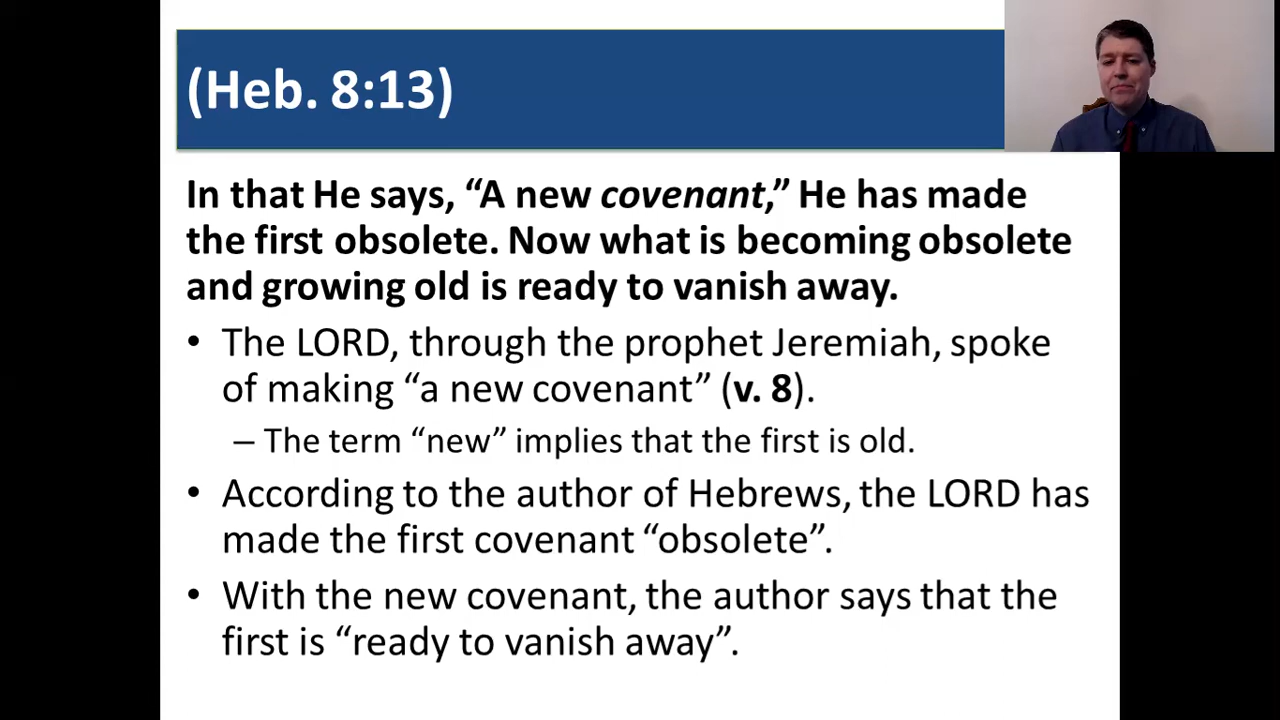 (Heb. 8:13)
In that He says, “A new covenant,” He has made
the first obsolete. Now what is becoming obsolete
and growing old is ready to vanish away.
• The LORD, through the prophet Jeremiah, spoke
of making “a new covenant” (v. 8).
– The term “new” implies that the first is old.
• According to the author of Hebrews, the LORD has
made the first covenant “obsolete”.
• With the new covenant, the author says that the
first is “ready to vanish away”.